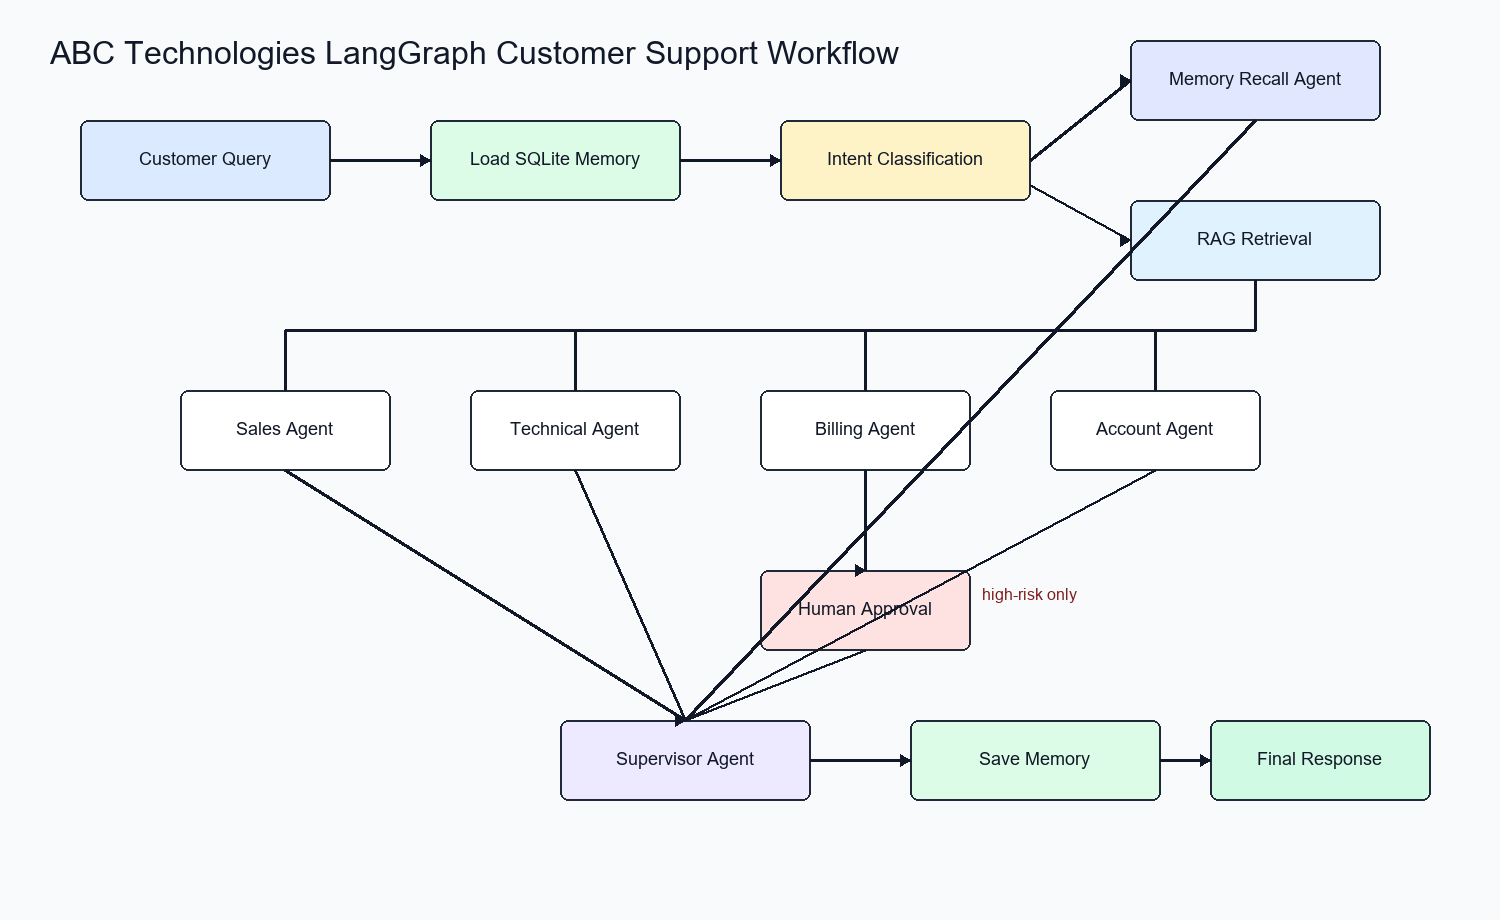 ABC Technologies LangGraph Customer Support Workflow
Memory Recall Agent
Customer Query
Load SQLite Memory
Intent Classification
RAG Retrieval
Sales Agent
Technical Agent
Billing Agent
Account Agent
Human Approval
high-risk only
Supervisor Agent
Save Memory
Final Response